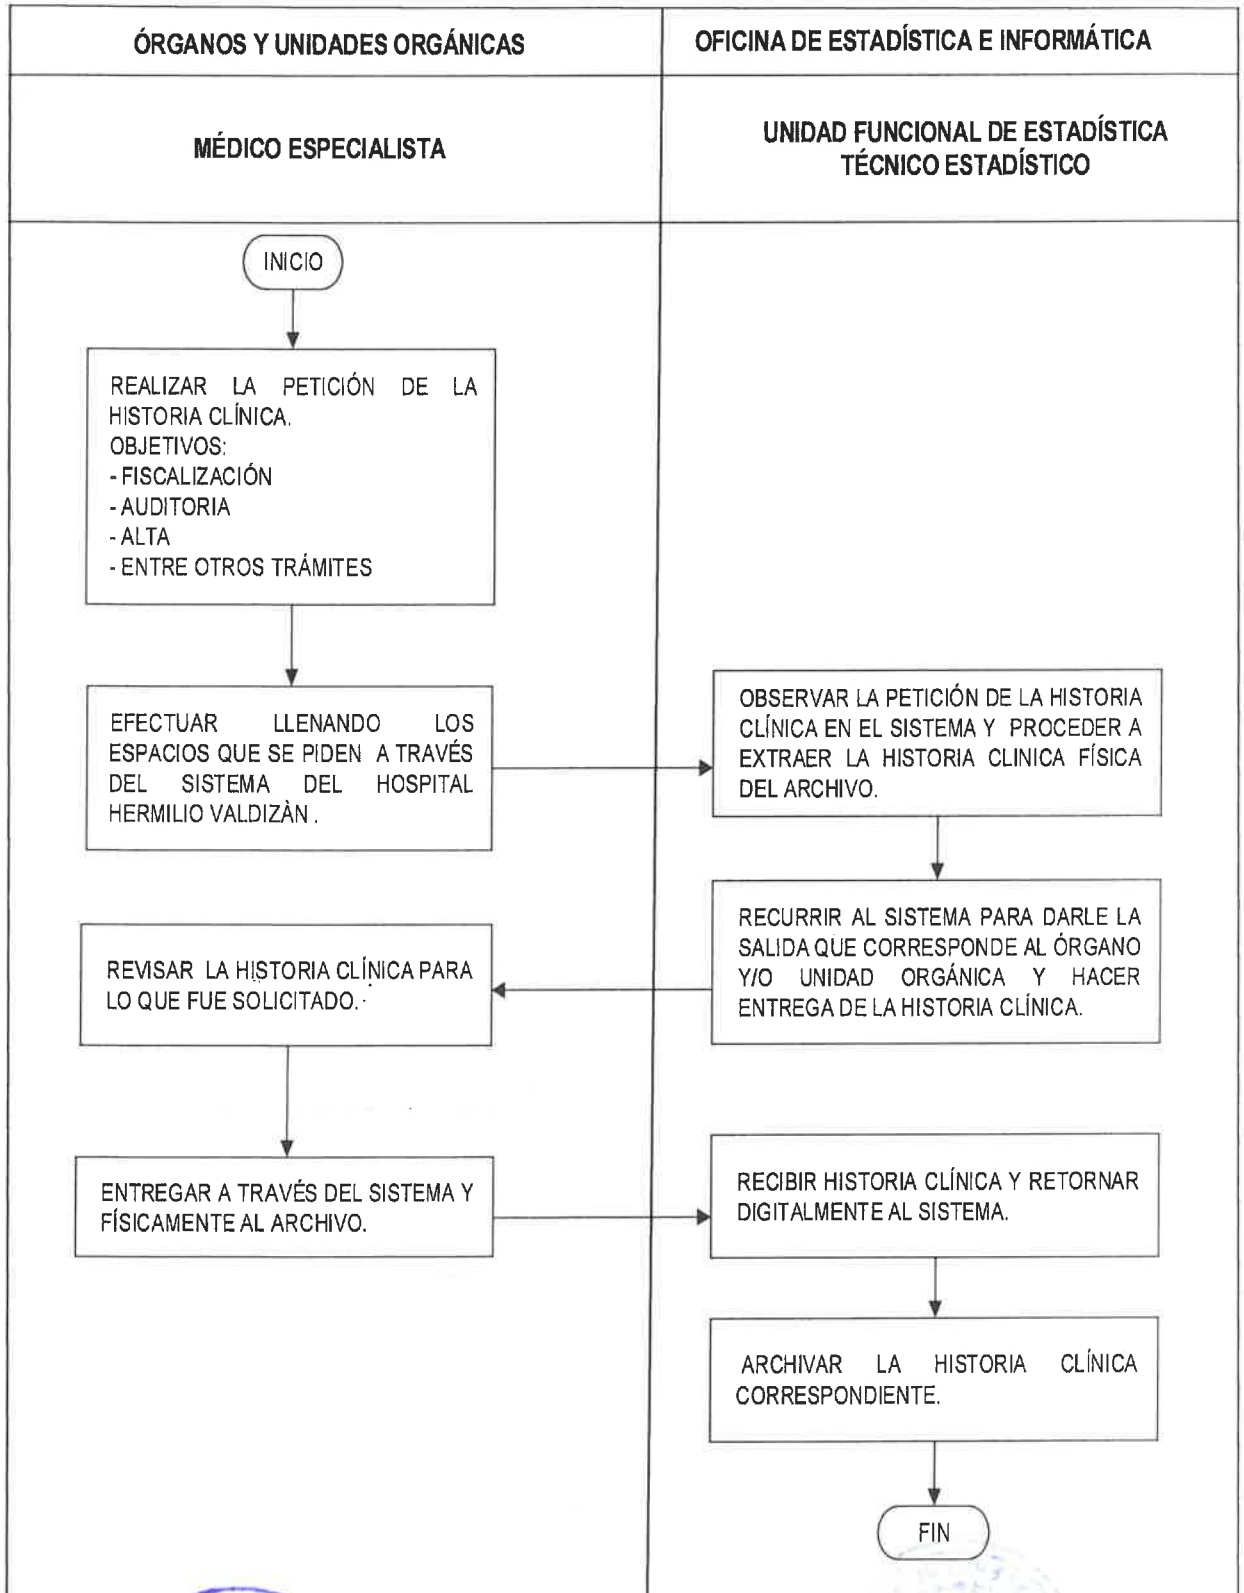 ÓRGANOS Y UNIDADES ORGÁNICAS
OFICINA DE ESTADÍSTICA E INFORMÁTICA
MÉDICO ESPECIALISTA
UNIDAD FUNCIONAL DE ESTADÍSTICA
TÉCNICO ESTADÍSTICO
INICIO
REALIZAR LA PETICIÓN DE LA
HISTORIA CLÍNICA.
OBJETIVOS:
- FISCALIZACIÓN
- AUDITORIA
- ALTA
- ENTRE OTROS TRÁMITES
EFECTUAR LLENANDO LOS
ESPACIOS QUE SE PIDEN A TRAVÉS
DEL SISTEMA DEL HOSPITAL
HERMILIO VALDIZÀN .
OBSERVAR LA PETICIÓN DE LA HISTORIA
CLÍNICA EN EL SISTEMA Y PROCEDER A
EXTRAER LA HISTORIA CLINICA FÍSICA
DEL ARCHIVO.
RECURRIR AL SISTEMA PARA DARLE LA
SALIDA QUE CORRESPONDE AL ÓRGANO
Y/O UNIDAD ORGÁNICA Y HACER
ENTREGA DE LA HISTORIA CLÍNICA.
REVISAR LA HISTORIA CLÍNICA PARA
LO QUE FUE SOLICITADO.
ENTREGAR A TRAVÉS DEL SISTEMA Y
FÍSICAMENTE AL ARCHIVO.
RECIBIR HISTORIA CLÍNICA Y RETORNAR
DIGITALMENTE AL SISTEMA.
ARCHIVAR LA HISTORIA CLÍNICA
CORRESPONDIENTE.
FIN